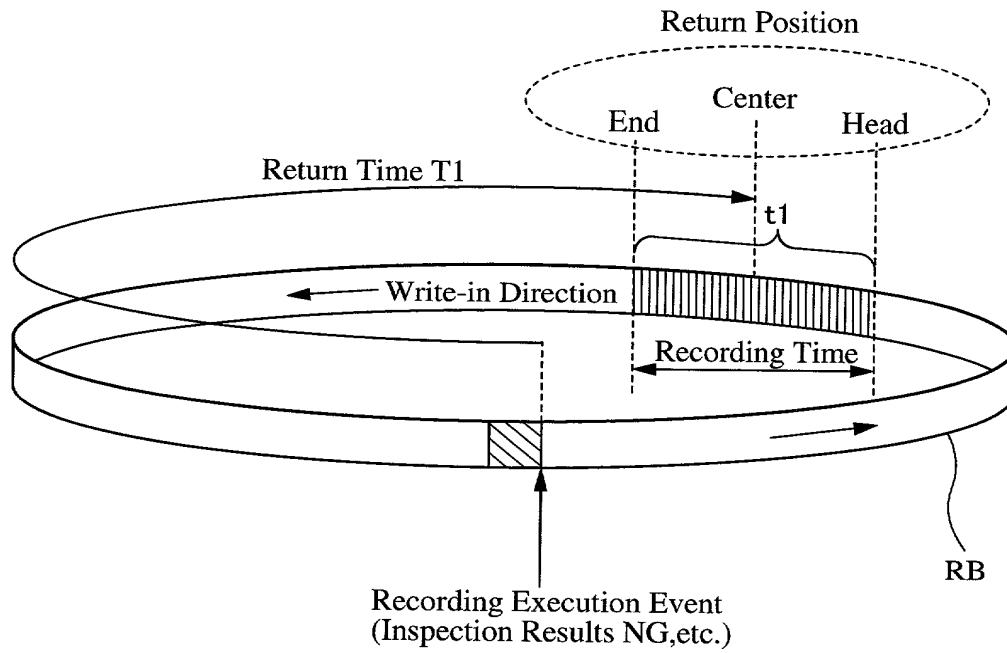 Return Position
Center
End
Head
Return Time T1
t1
Write-in Direction
Recording Time
RB
Recording Execution Event
(Inspection Results NG,etc.)